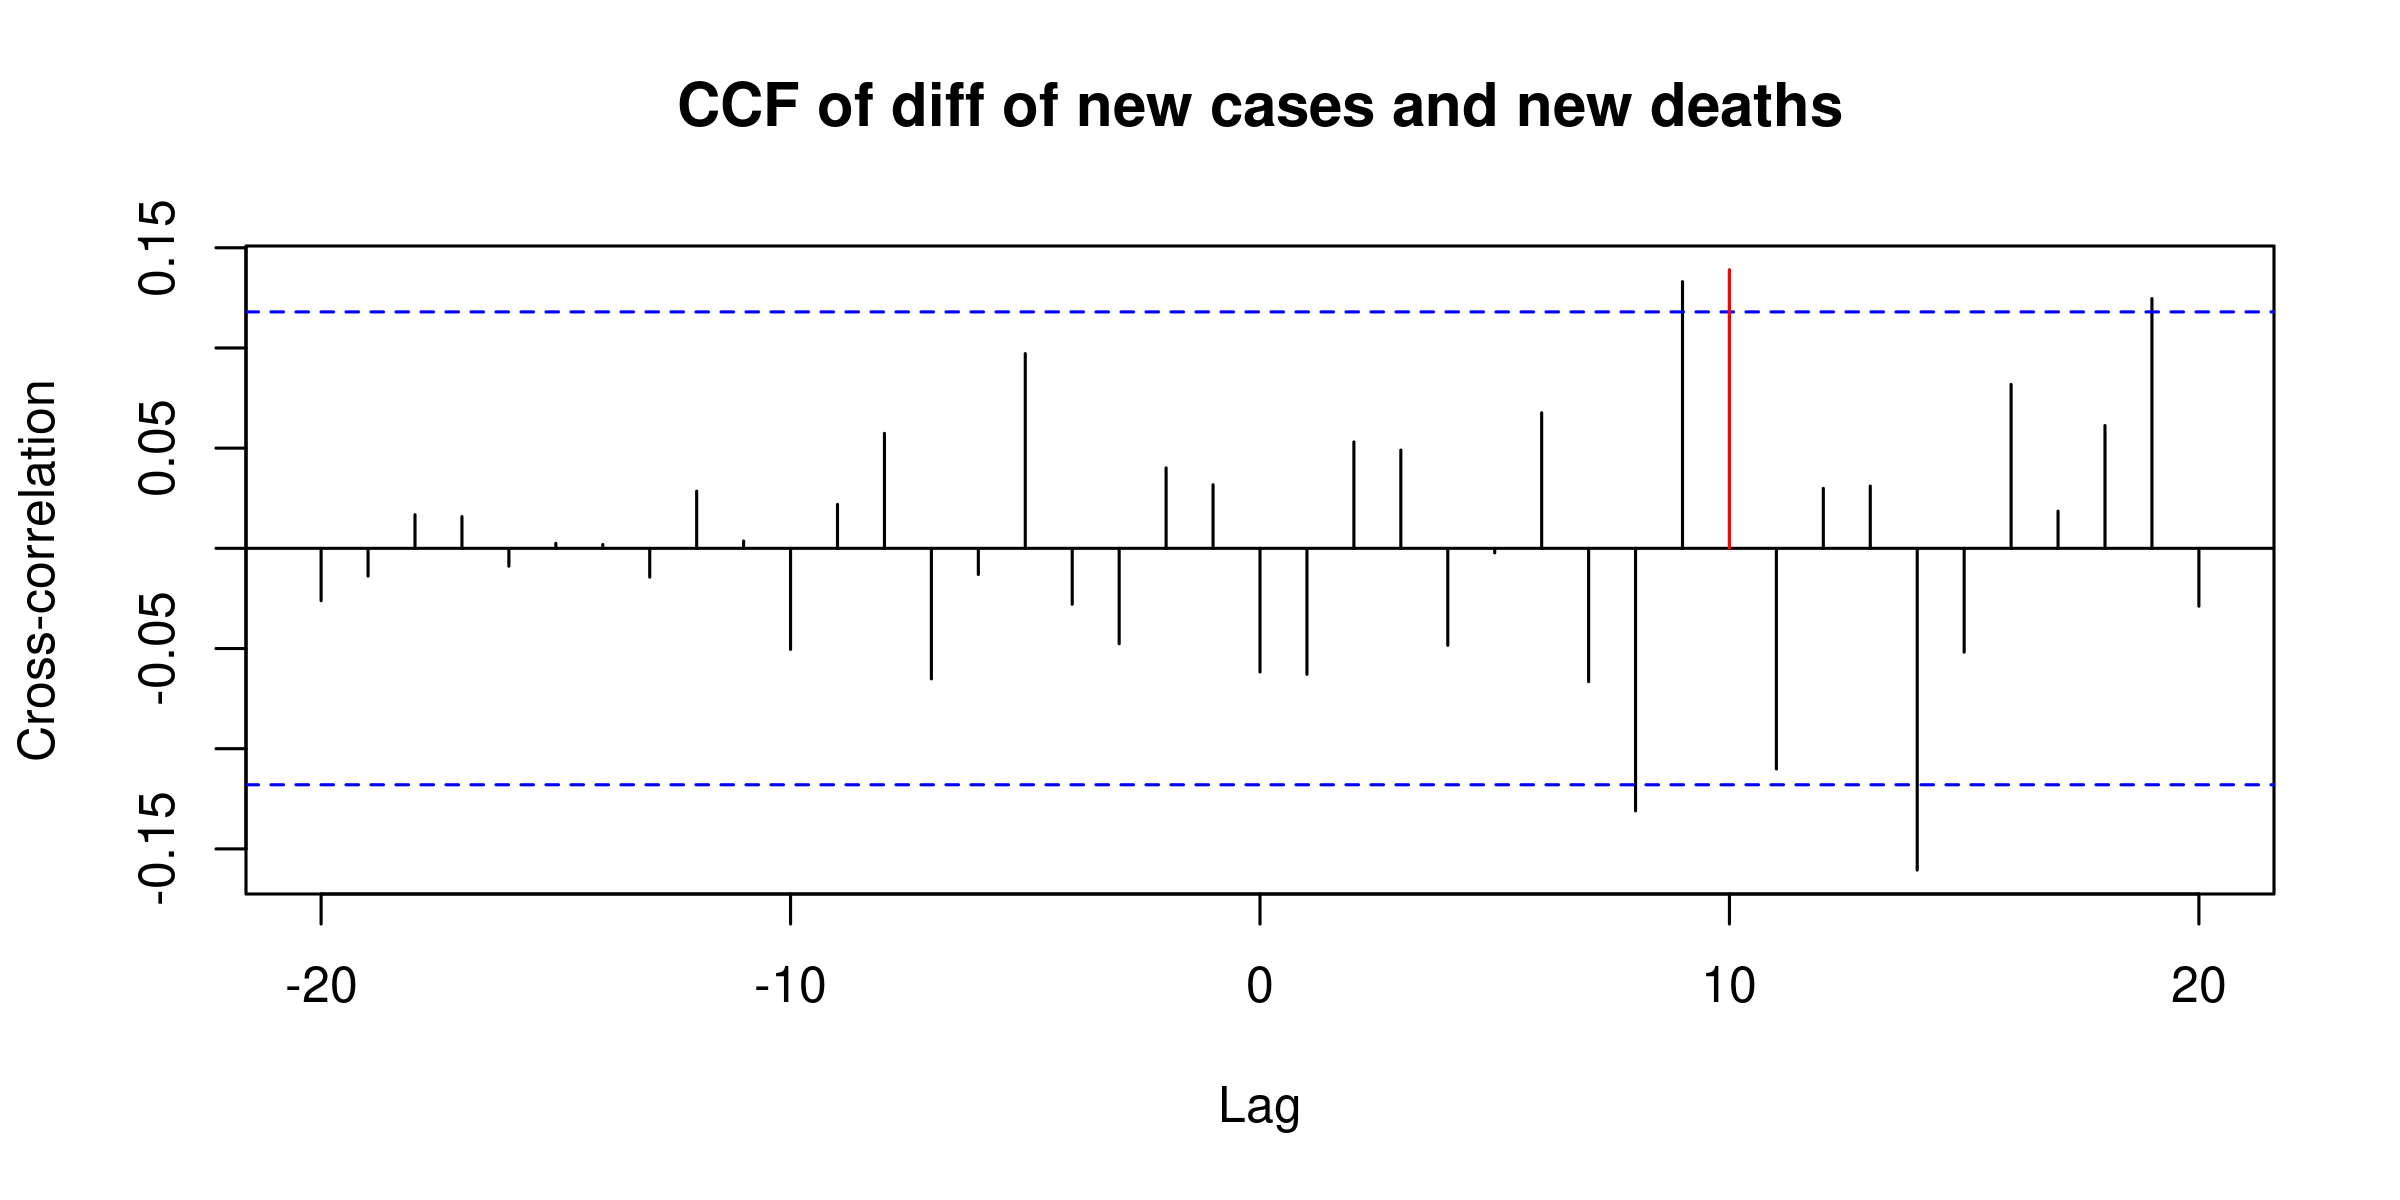 CCF of diff of new cases and new deaths
0.15
0.05
-0.05
-0.15
Cross-correlation
-20 -10 0 10 20
Lag